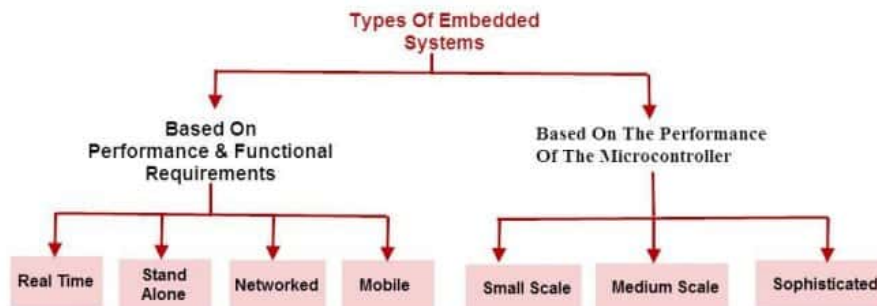 Types Of Embedded
Systems
Based On
Performance & Functional
Requirements
Based On The Performance
Of The Microcontroller
Real Time
Stand
Alone
Networked
Mobile
Small Scale
Medium Scale
Sophisticated